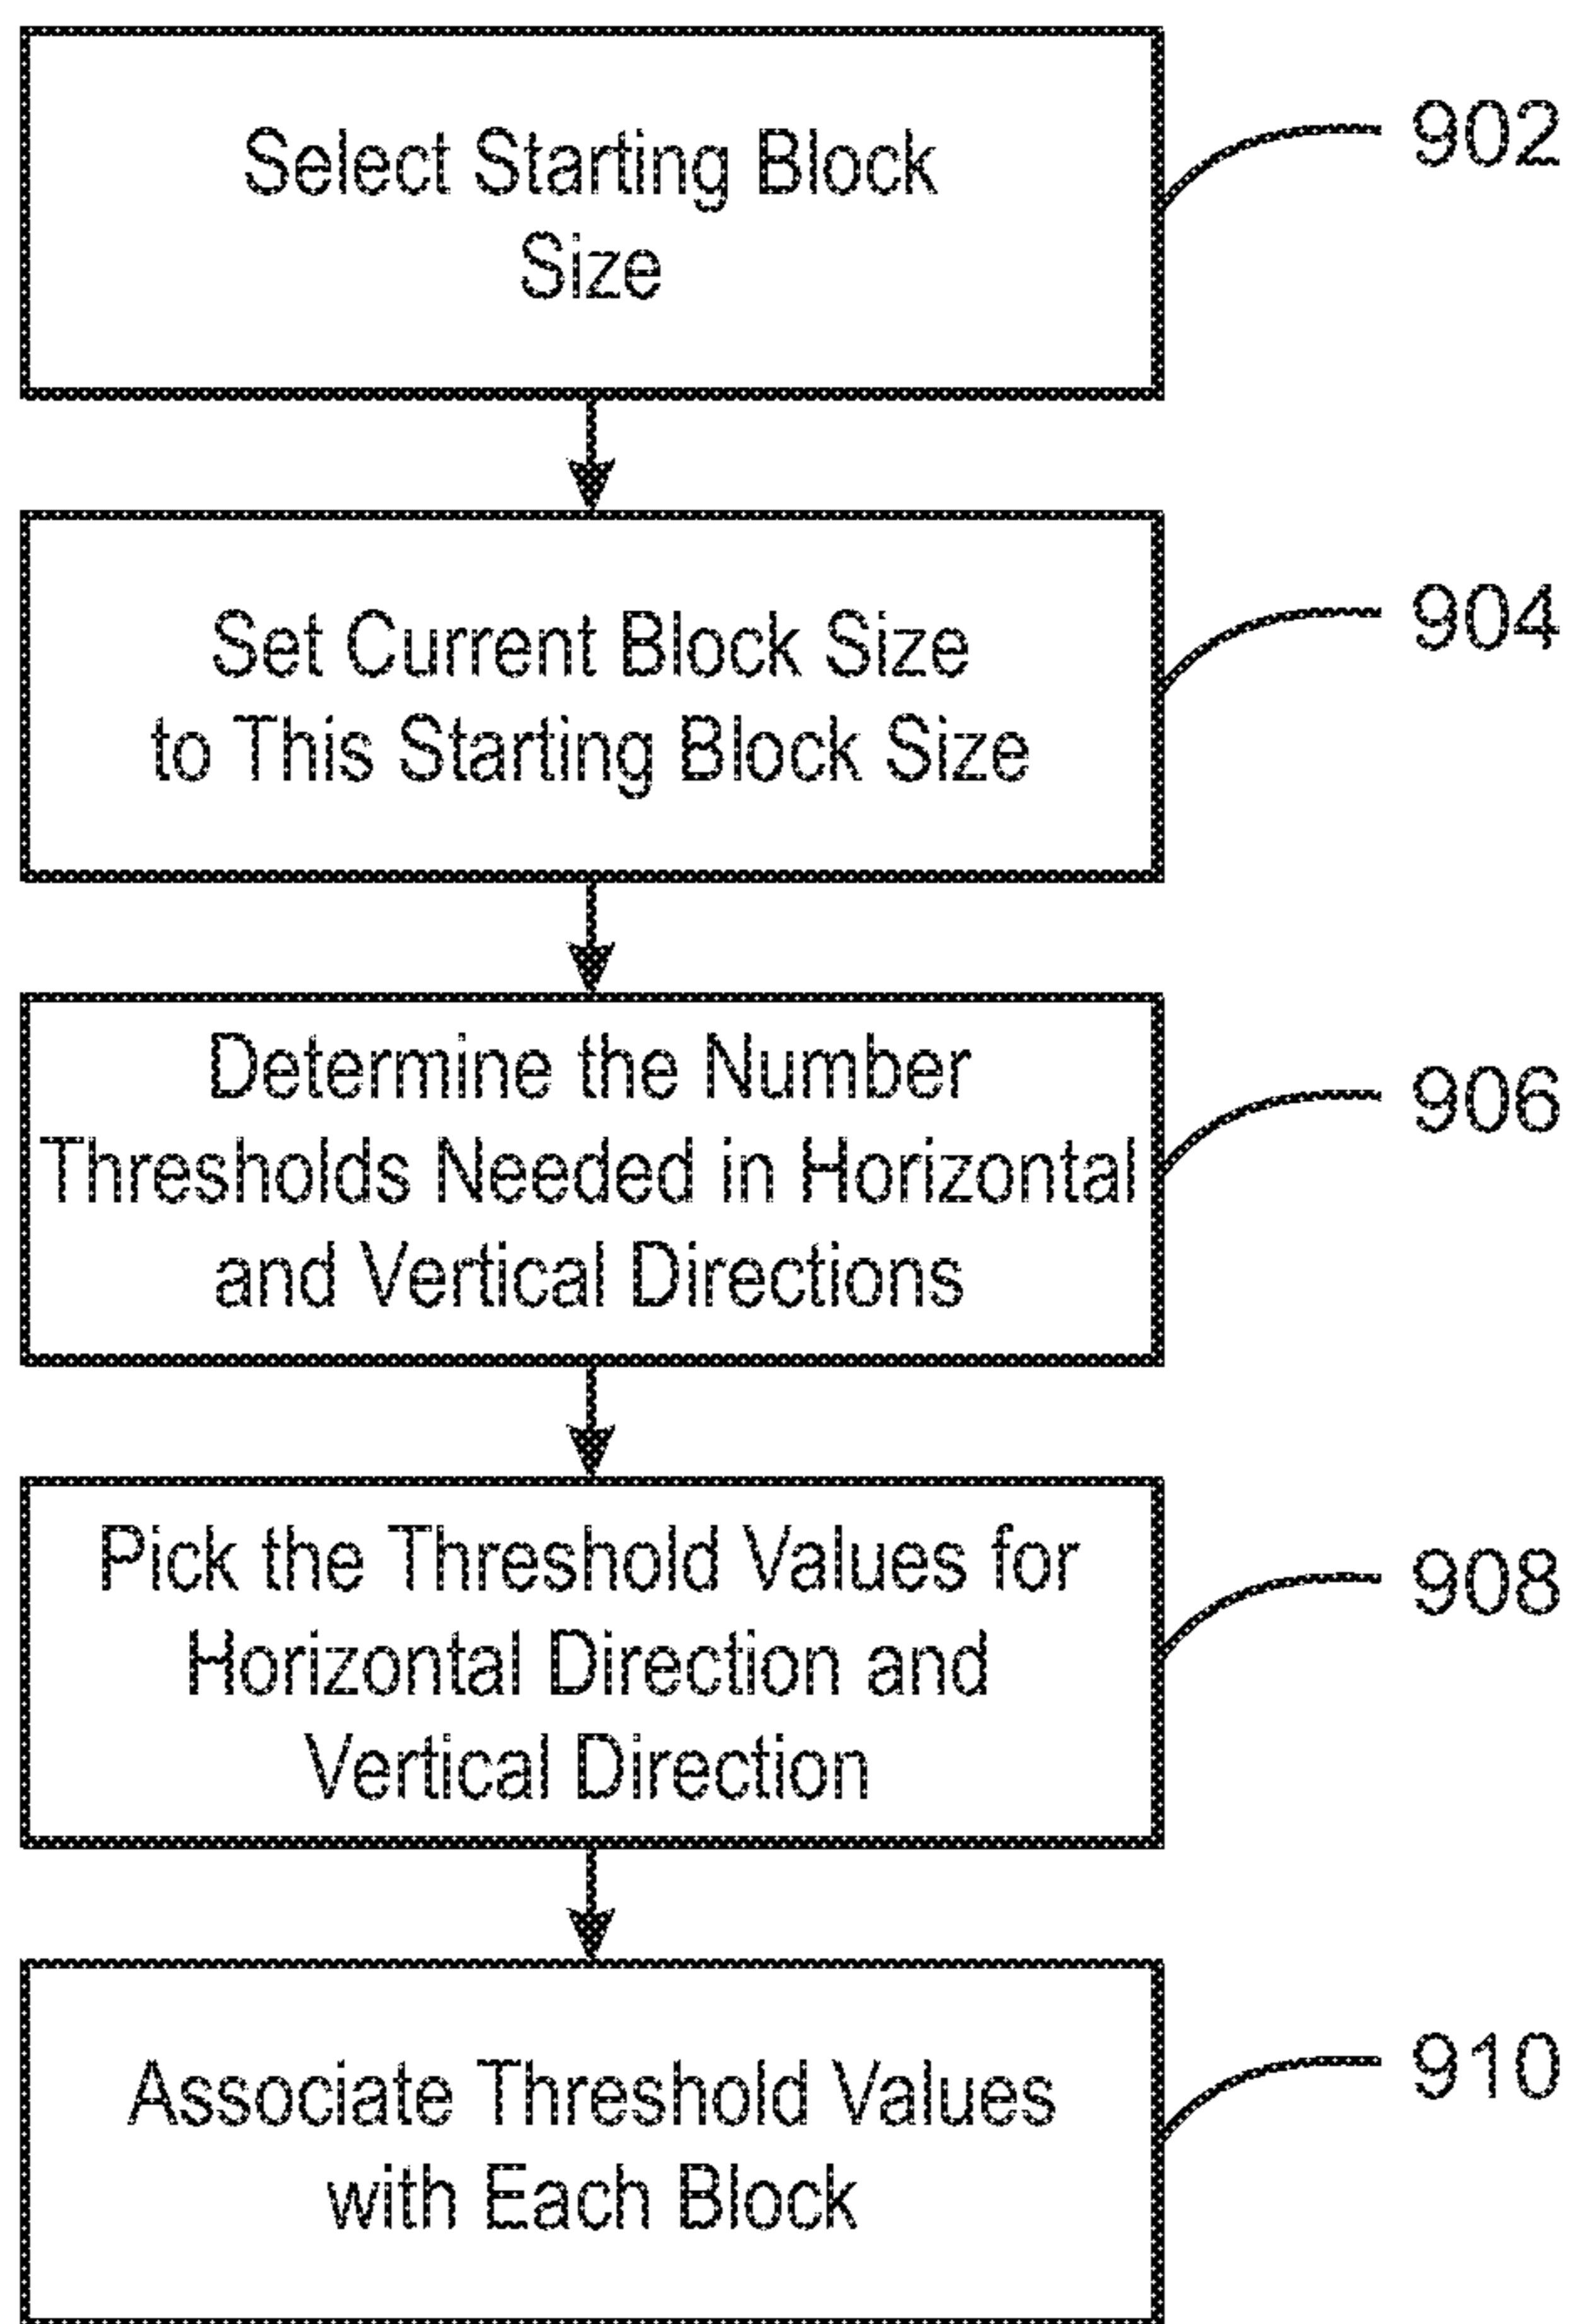 Select Starting Block
Size
902
Set Current Block Size
to This Starting Block Size
904
Determine the Number
Thresholds Needed in Horizontal
and Vertical Directions
906
Pick the Threshold Values for
Horizontal Direction and
Vertical Direction
908
Associate Threshold Values
with Each Block
910